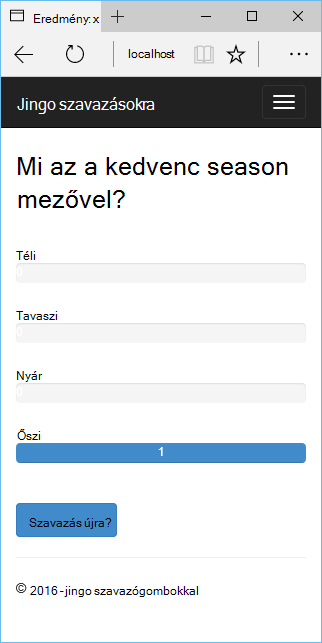 Eredmény: x
localhost
Jingo szavazásokra
Mi az a kedvenc season
mezővel?
Téli
0
Tavaszi
0
Nyár
0
Őszi
1
Szavazás újra?
© 2016 - jingo szavazógombokkal